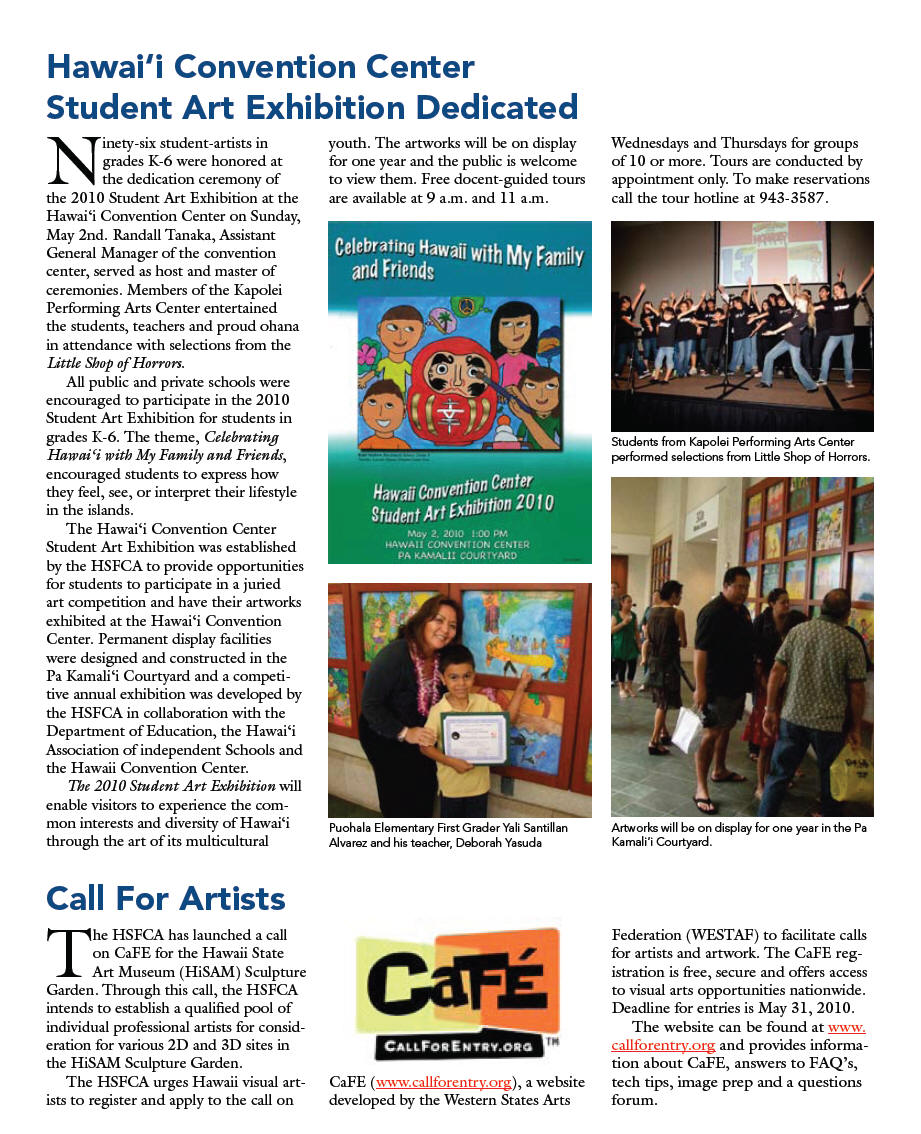 Hawai‘i Convention Center
Student Art Exhibition Dedicated
Ninety-six student-artists in
grades K-6 were honored at
the dedication ceremony of
the 2010 Student Art Exhibition at the
Hawai‘i Convention Center on Sunday,
May 2nd. Randall Tanaka, Assistant
General Manager of the convention
center, served as host and master of
ceremonies. Members of the Kapolei
Performing Arts Center entertained
the students, teachers and proud ohana
in attendance with selections from the
Little Shop of Horrors.
All public and private schools were
encouraged to participate in the 2010
Student Art Exhibition for students in
grades K-6. The theme, Celebrating
Hawai‘i with My Family and Friends,
encouraged students to express how
they feel, see, or interpret their lifestyle
in the islands.
The Hawai‘i Convention Center
Student Art Exhibition was established
by the HSFCA to provide opportunities
for students to participate in a juried
art competition and have their artworks
exhibited at the Hawai‘i Convention
Center. Permanent display facilities
were designed and constructed in the
Pa Kamali‘i Courtyard and a competi-
tive annual exhibition was developed by
the HSFCA in collaboration with the
Department of Education, the Hawai‘i
Association of independent Schools and
the Hawaii Convention Center.
The 2010 Student Art Exhibition will
enable visitors to experience the com-
mon interests and diversity of Hawai‘i
through the art of its multicultural
youth. The artworks will be on display
for one year and the public is welcome
to view them. Free docent-guided tours
are available at 9 a.m. and 11 a.m.
Celebrating Hawaii with My Family
and Friends
Hawaii Convention Center
Student Art Exhibition 2010
May 2, 2010 1:00 PM
HAWAII CONVENTION CENTER
PA KAMALII COURTYARD
Puohala Elementary First Grader Yali Santillan
Alvarez and his teacher, Deborah Yasuda
Wednesdays and Thursdays for groups
of 10 or more. Tours are conducted by
appointment only. To make reservations
call the tour hotline at 943-3587.
13
Students from Kapolei Performing Arts Center
performed selections from Little Shop of Horrors.
Artworks will be on display for one year in the Pa
Kamali‘i Courtyard.
Call For Artists
The HSFCA has launched a call
on CaFE for the Hawaii State
Art Museum (HiSAM) Sculpture
Garden. Through this call, the HSFCA
intends to establish a qualified pool of
individual professional artists for consid-
eration for various 2D and 3D sites in
the HiSAM Sculpture Garden.
The HSFCA urges Hawaii visual art-
ists to register and apply to the call on
CaFÉ
CALLFORENTRY.ORG ™
CaFE (www.callforentry.org), a website
developed by the Western States Arts
Federation (WESTAF) to facilitate calls
for artists and artwork. The CaFE reg-
istration is free, secure and offers access
to visual arts opportunities nationwide.
Deadline for entries is May 31, 2010.
The website can be found at www.
callforentry.org and provides informa-
tion about CaFE, answers to FAQ’s,
tech tips, image prep and a questions
forum.